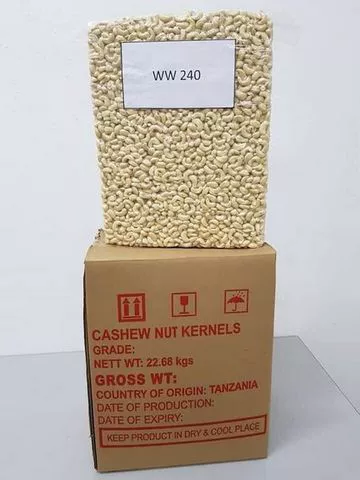 WW 240
CASHEW NUT KERNELS
GRADE:
NETT WT: 22.68 kgs
GROSS WT:
COUNTRY OF ORIGIN: TANZANIA
DATE OF PRODUCTION:
DATE OF EXPIRY:
KEEP PRODUCT IN DRY & COOL PLACE